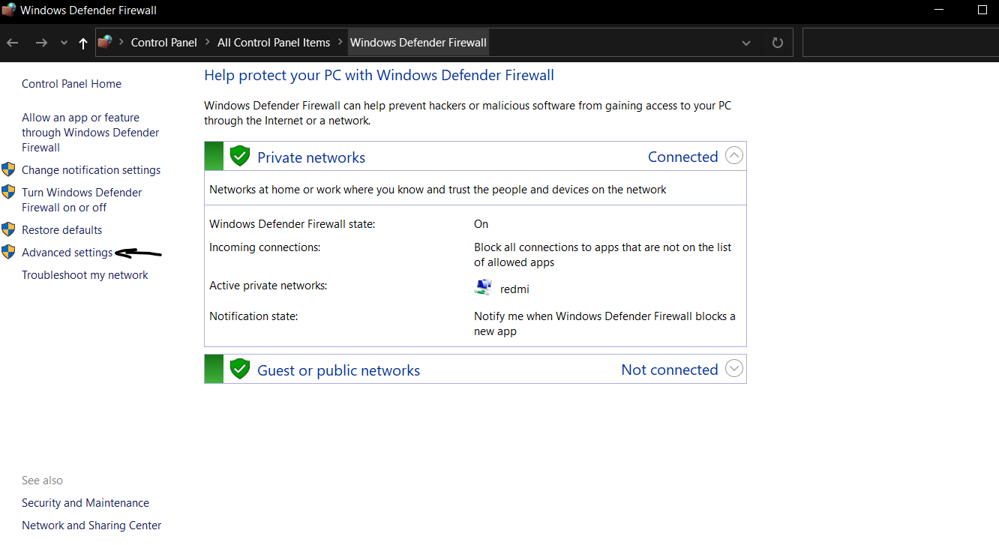 Windows Defender Firewall
Control Panel
All Control Panel Items
Windows Defender Firewall
Control Panel Home
Allow an app or feature
through Windows Defender
Firewall
Change notification settings
Turn Windows Defender
Firewall on or off
Restore defaults
Advanced settings
Troubleshoot my network
See also
Security and Maintenance
Network and Sharing Center
Help protect your PC with Windows Defender Firewall
Windows Defender Firewall can help prevent hackers or malicious software from gaining access to your PC
through the Internet or a network.
Private networks
Connected
Networks at home or work where you know and trust the people and devices on the network
Windows Defender Firewall state:
On
Incoming connections:
Block all connections to apps that are not on the list
of allowed apps
Active private networks:
redmi
Notification state:
Notify me when Windows Defender Firewall blocks a
new app
Guest or public networks
Not connected